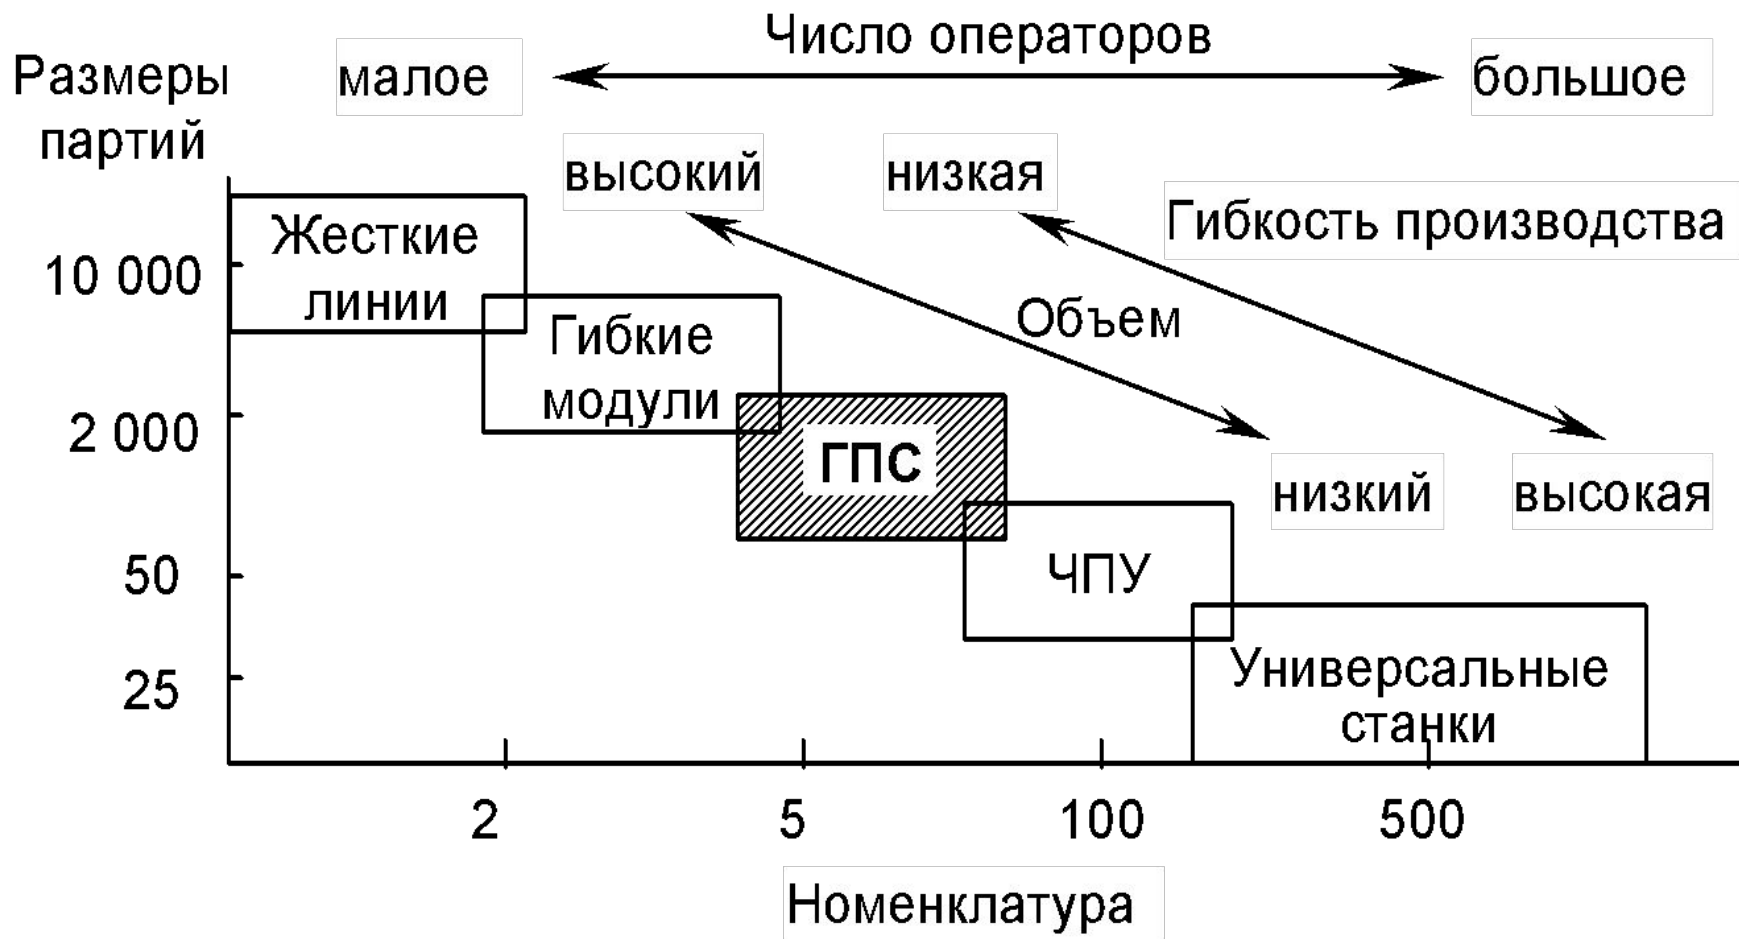 Число операторов
Размеры
партий
малое
большое
высокий
низкая
Гибкость производства
Жесткие
линии
10 000
Объем
Гибкие
модули
2 000
ГПС
низкий
высокая
50
ЧПУ
25
Универсальные
станки
2
5
100
500
Номенклатура